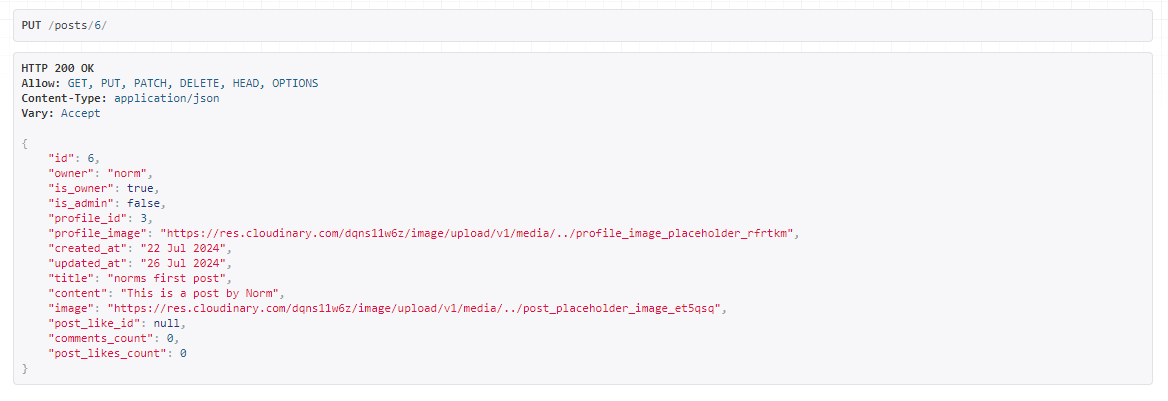 PUT /posts/6/
HTTP 200 OK
Allow: GET, PUT, PATCH, DELETE, HEAD, OPTIONS
Content-Type: application/json
Vary: Accept
{
    "id": 6,
    "owner": "norm",
    "is_owner": true,
    "is_admin": false,
    "profile_id": 3,
    "profile_image": "https://res.cloudinary.com/dqns11w6z/image/upload/v1/media/../profile_image_placeholder_rfrtkm",
    "created_at": "22 Jul 2024",
    "updated_at": "26 Jul 2024",
    "title": "norms first post",
    "content": "This is a post by Norm",
    "image": "https://res.cloudinary.com/dqns11w6z/image/upload/v1/media/../post_placeholder_image_et5qsq",
    "post_like_id": null,
    "comments_count": 0,
    "post_likes_count": 0
}